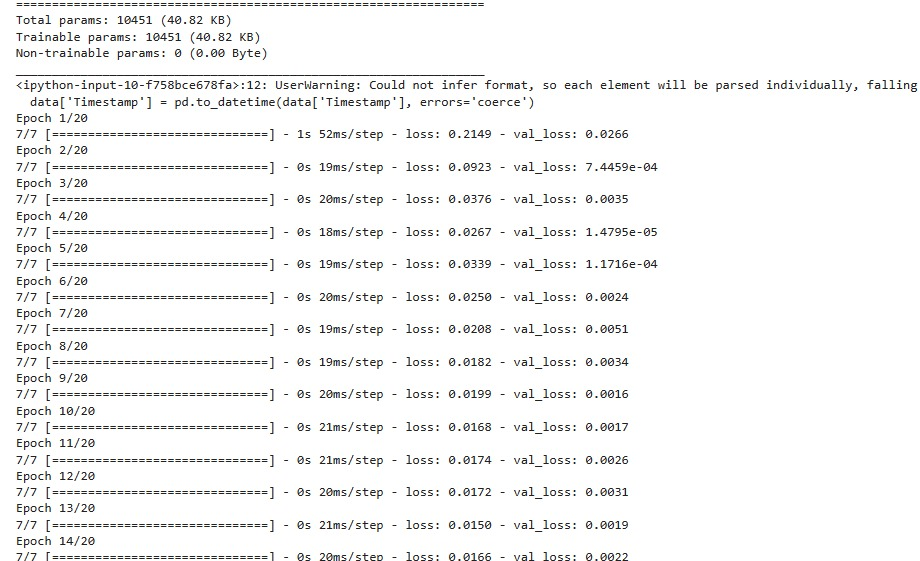 =================================================================
Total params: 10451 (40.82 KB)
Trainable params: 10451 (40.82 KB)
Non-trainable params: 0 (0.00 Byte)
_________________________________________________________________
<ipython-input-10-f758bce678fa>:12: UserWarning: Could not infer format, so each element will be parsed individually, falling
  data['Timestamp'] = pd.to_datetime(data['Timestamp'], errors='coerce')
Epoch 1/20
7/7 [==============================] - 1s 52ms/step - loss: 0.2149 - val_loss: 0.0266
Epoch 2/20
7/7 [==============================] - 0s 19ms/step - loss: 0.0923 - val_loss: 7.4459e-04
Epoch 3/20
7/7 [==============================] - 0s 20ms/step - loss: 0.0376 - val_loss: 0.0035
Epoch 4/20
7/7 [==============================] - 0s 18ms/step - loss: 0.0267 - val_loss: 1.4795e-05
Epoch 5/20
7/7 [==============================] - 0s 19ms/step - loss: 0.0339 - val_loss: 1.1716e-04
Epoch 6/20
7/7 [==============================] - 0s 20ms/step - loss: 0.0250 - val_loss: 0.0024
Epoch 7/20
7/7 [==============================] - 0s 19ms/step - loss: 0.0208 - val_loss: 0.0051
Epoch 8/20
7/7 [==============================] - 0s 19ms/step - loss: 0.0182 - val_loss: 0.0034
Epoch 9/20
7/7 [==============================] - 0s 20ms/step - loss: 0.0199 - val_loss: 0.0016
Epoch 10/20
7/7 [==============================] - 0s 21ms/step - loss: 0.0168 - val_loss: 0.0017
Epoch 11/20
7/7 [==============================] - 0s 21ms/step - loss: 0.0174 - val_loss: 0.0026
Epoch 12/20
7/7 [==============================] - 0s 20ms/step - loss: 0.0172 - val_loss: 0.0031
Epoch 13/20
7/7 [==============================] - 0s 21ms/step - loss: 0.0150 - val_loss: 0.0019
Epoch 14/20
7/7 [==============================] - 0s 20ms/step - loss: 0.0166 - val_loss: 0.0022